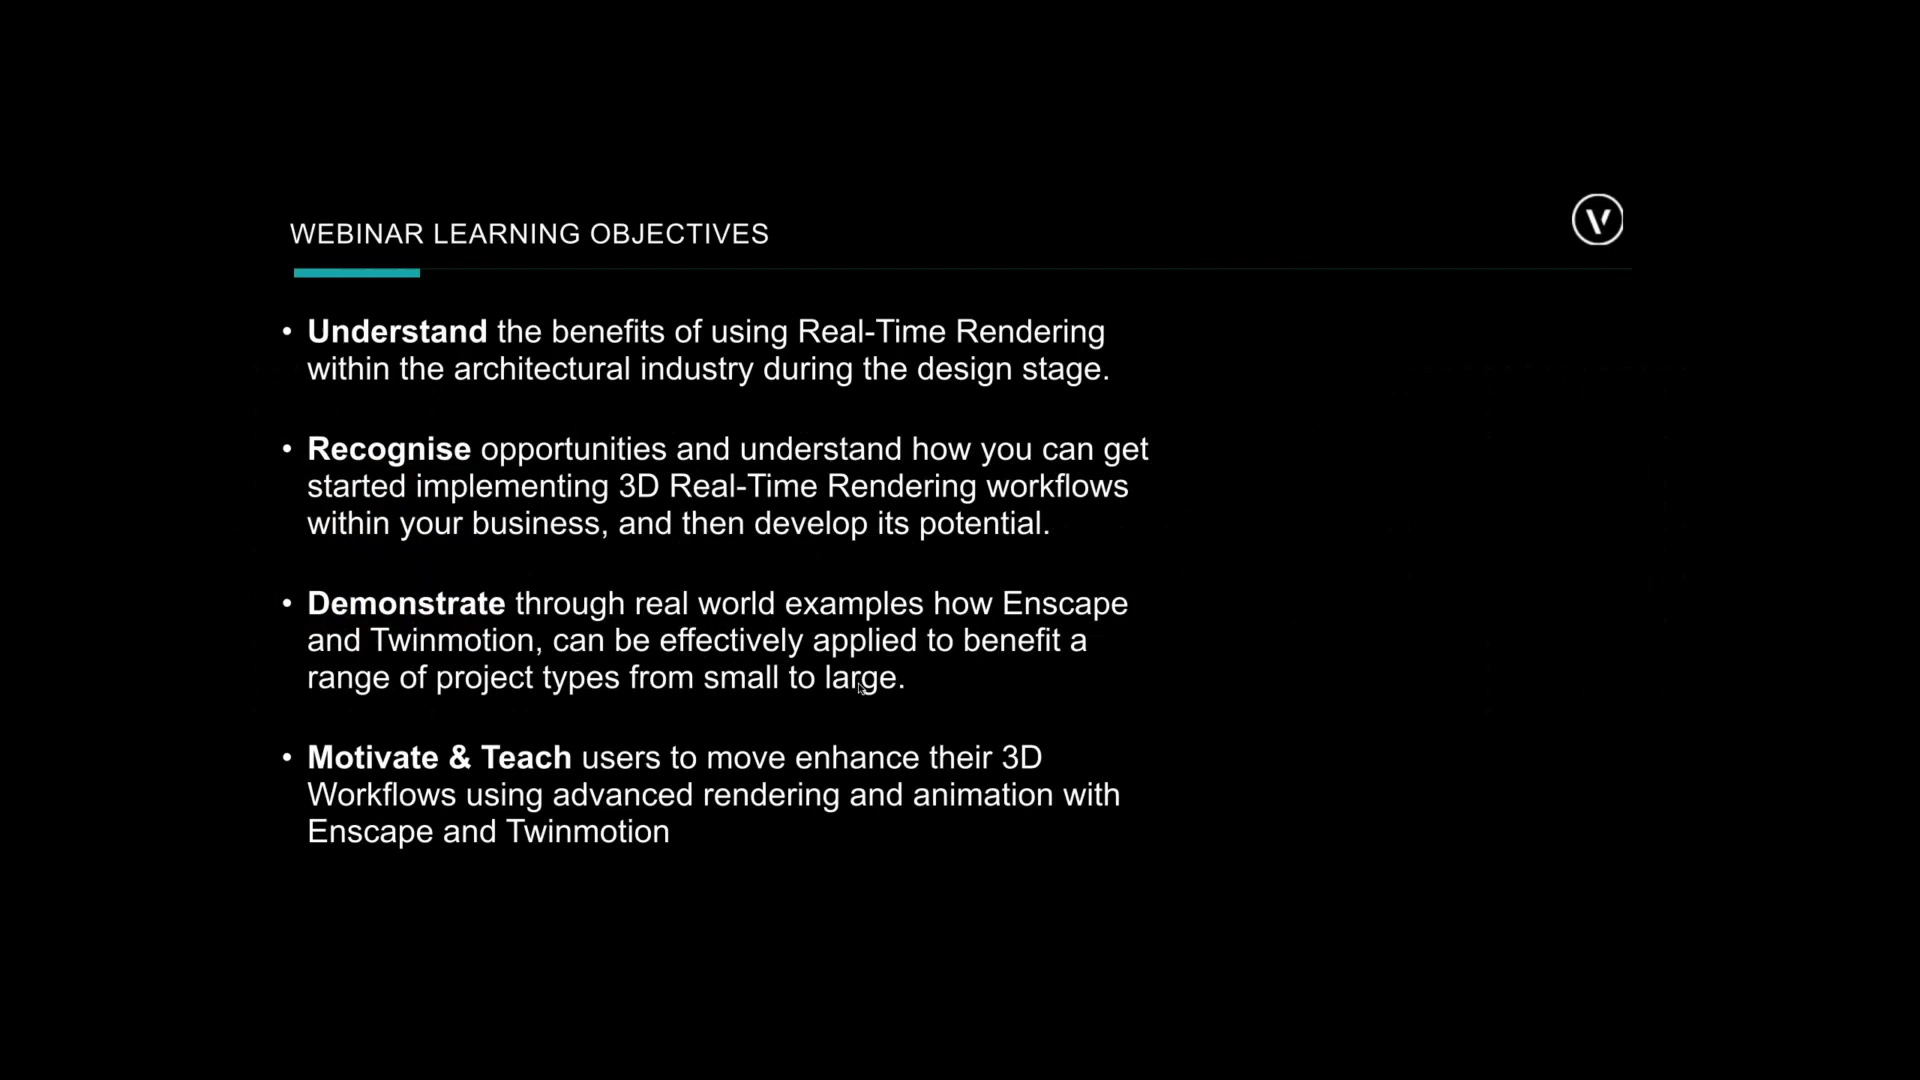 WEBINAR LEARNING OBJECTIVES
• Understand the benefits of using Real-Time Rendering
within the architectural industry during the design stage.
• Recognise opportunities and understand how you can get
started implementing 3D Real-Time Rendering workflows
within your business, and then develop its potential.
• Demonstrate through real world examples how Enscape
and Twinmotion, can be effectively applied to benefit a
range of project types from small to large.
• Motivate & Teach users to move enhance their 3D
Workflows using advanced rendering and animation with
Enscape and Twinmotion